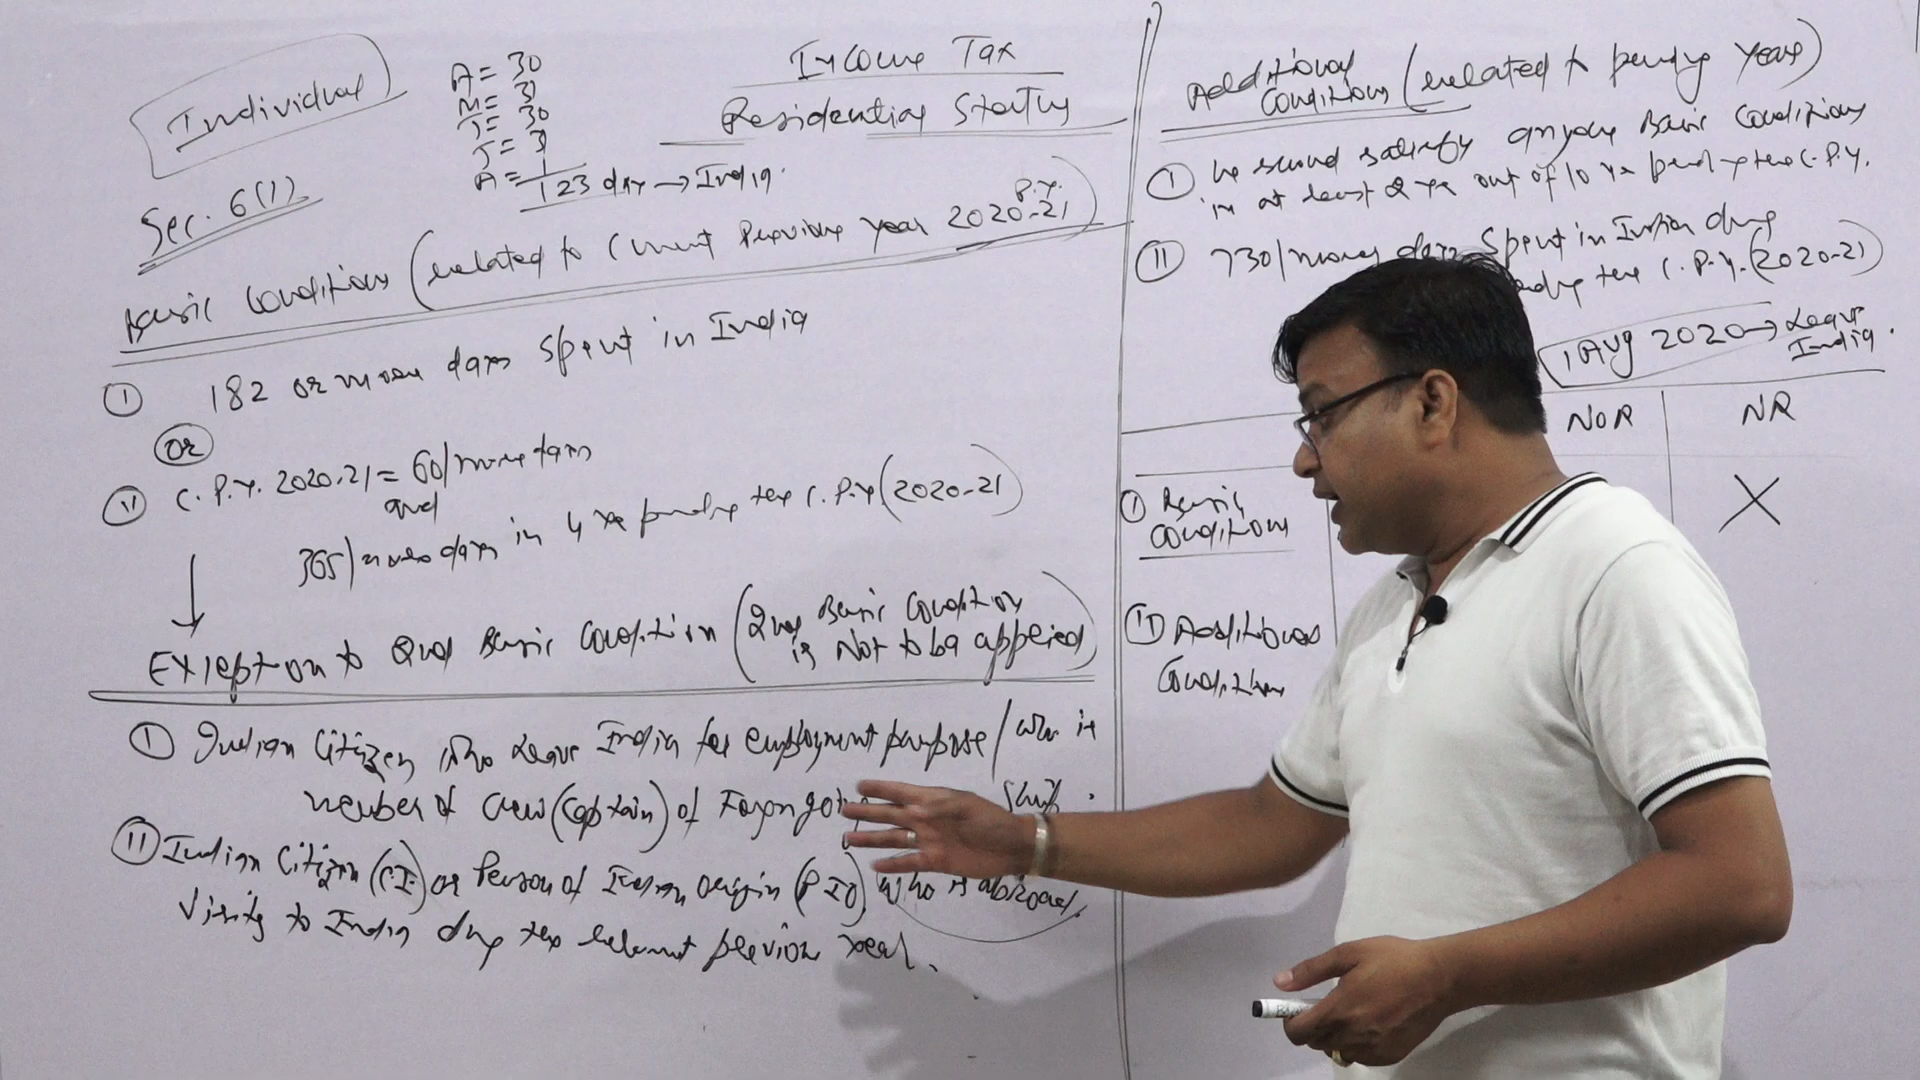 Individual
A = 30
M = 31
J = 30
J = 31
A = 1
123 days → India.
Income Tax
Residential Status
Sec. 6(1)
Basic Conditions (related to Current Previous Year P.Y. 2020-21)
I 182 or more days spent in India
OR
II C.P.Y. 2020-21 = 60/more days
and
365/more days in 4 yrs preceding the C.P.Y (2020-21)
Exception to 2nd Basic Condition (2nd Basic Condition
is Not to be applied)
I Indian Citizen who leave India for employment purpose/who is
member of crew (Captain) of Foreign going Ship.
II Indian Citizen (C.I.) or Person of Indian Origin (PIO) who is abroad,
visits to India during the relevant previous year.
Additional
Conditions (related to preceding Years)
I He should satisfy anyone Basic Conditions
in at least 2 yrs out of 10 yrs preceding the C.P.Y.
II 730/more days spent in India during
preceding the C.P.Y. (2020-21)
1 Aug 2020 → Leave
India.
NOR NR
I Basic
Conditions
X
II Additional
Conditions